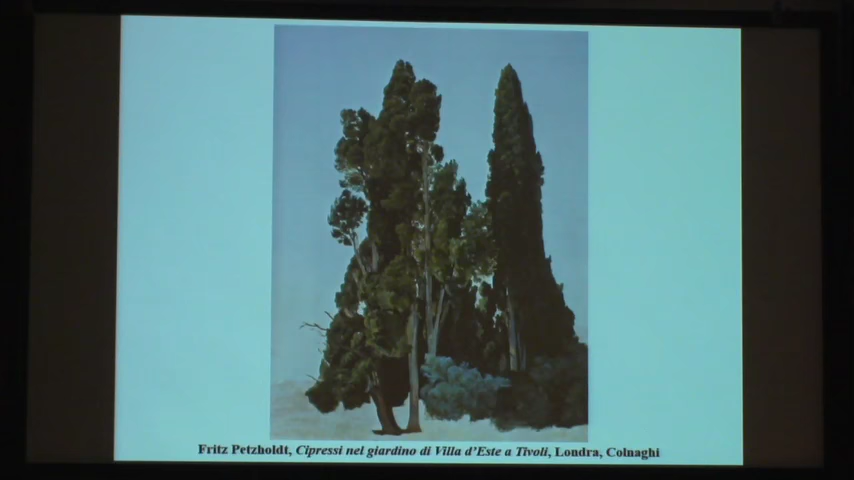 Fritz Petzholdt, Cipressi nel giardino di Villa d'Este a Tivoli, Londra, Colnaghi